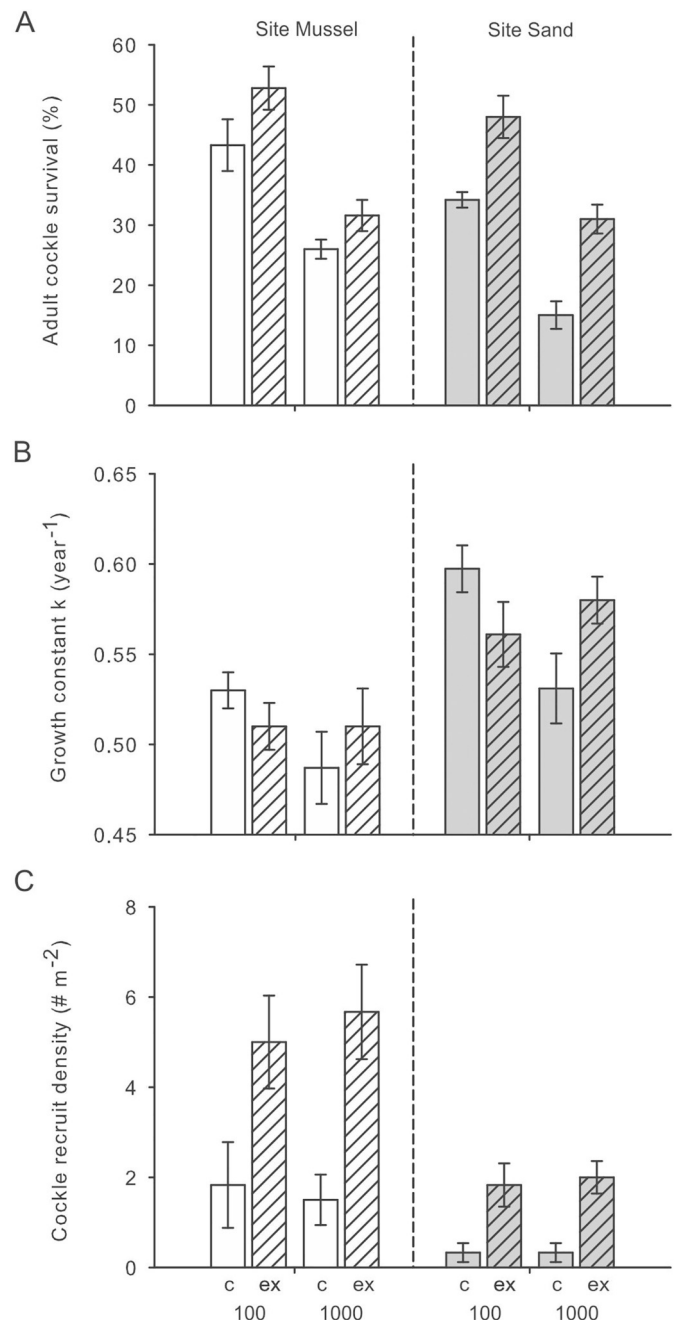 A
Site Mussel
Site Sand
Adult cockle survival (%)
60
50
40
30
20
10
0
B
Growth constant k (year⁻¹)
0.65
0.60
0.55
0.50
0.45
C
Cockle recruit density (# m⁻²)
8
6
4
2
0
c ex c ex c ex c ex
100 1000 100 1000